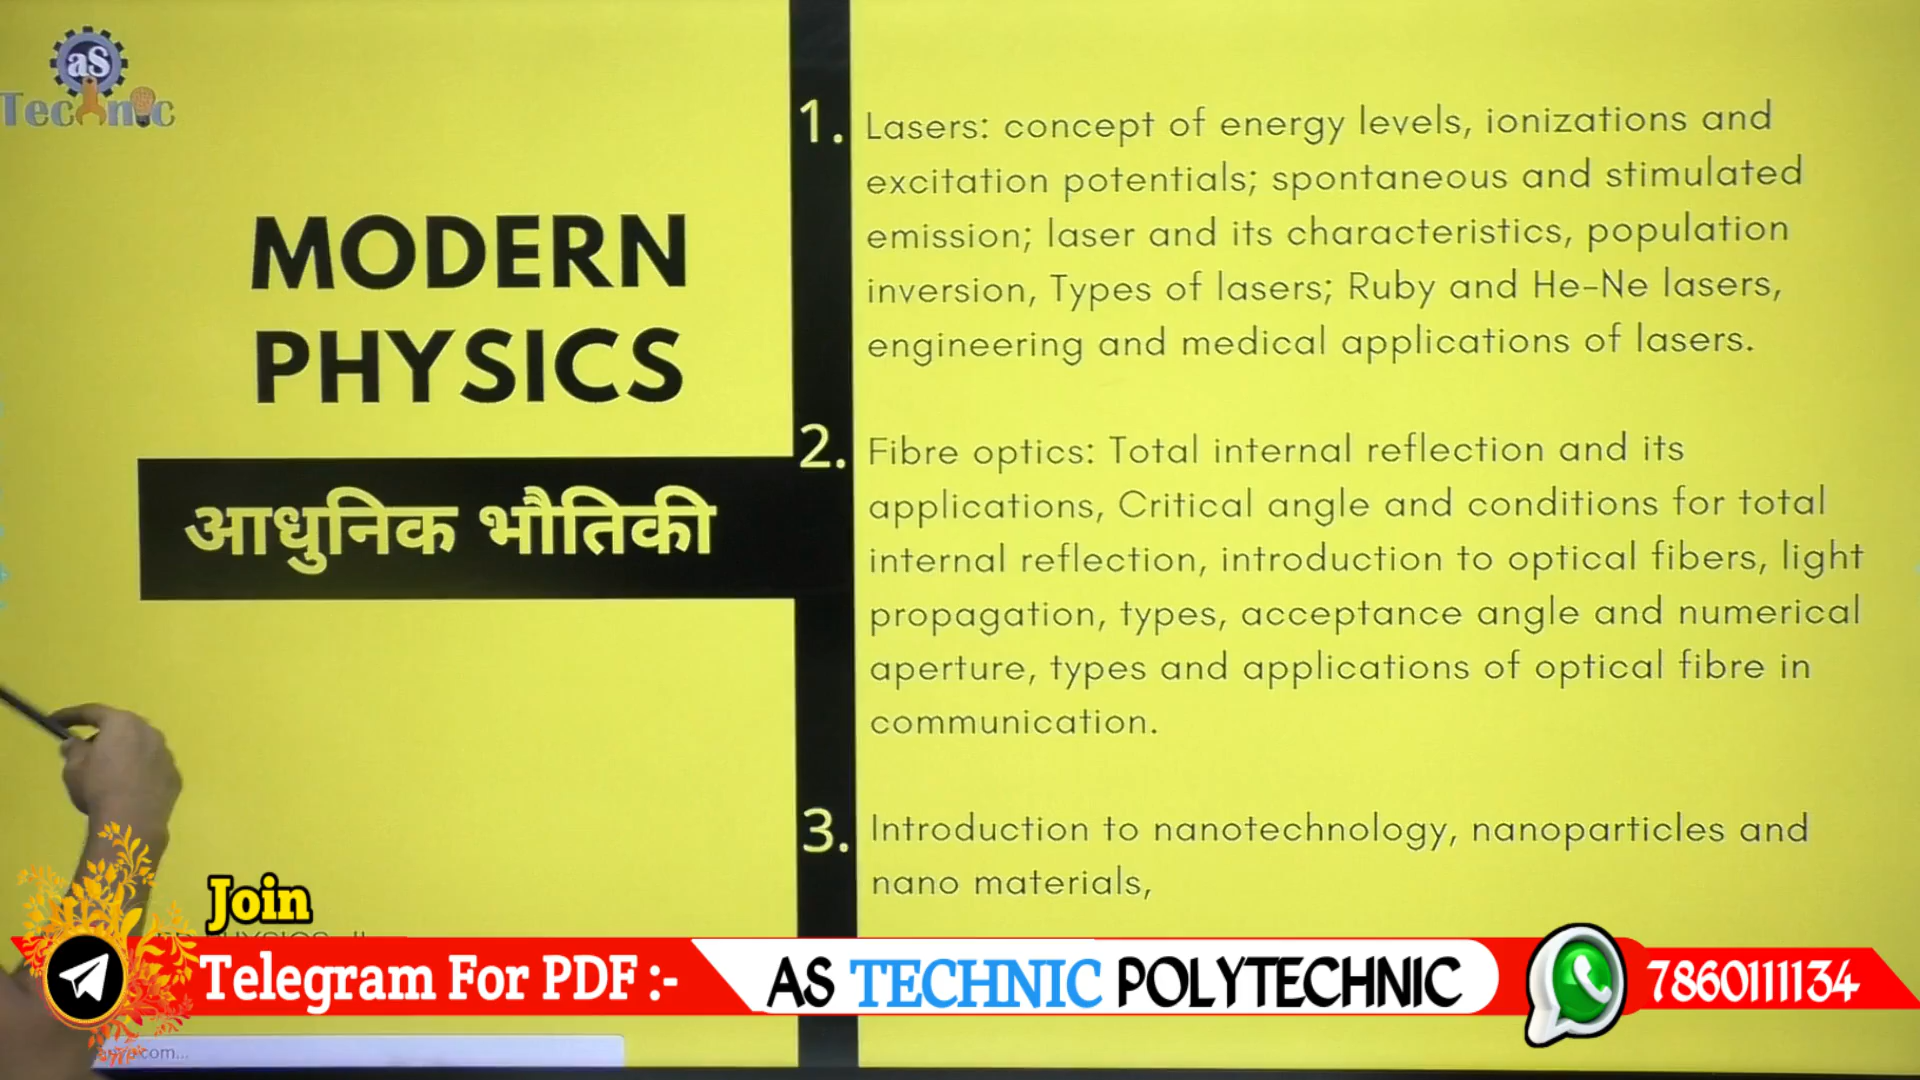 aS
Technic
MODERN
PHYSICS
आधुनिक भौतिकी
1. Lasers: concept of energy levels, ionizations and
excitation potentials; spontaneous and stimulated
emission; laser and its characteristics, population
inversion, Types of lasers; Ruby and He-Ne lasers,
engineering and medical applications of lasers.
2. Fibre optics: Total internal reflection and its
applications, Critical angle and conditions for total
internal reflection, introduction to optical fibers, light
propagation, types, acceptance angle and numerical
aperture, types and applications of optical fibre in
communication.
3. Introduction to nanotechnology, nanoparticles and
nano materials,
Join
Telegram For PDF :- AS TECHNIC POLYTECHNIC 7860111134